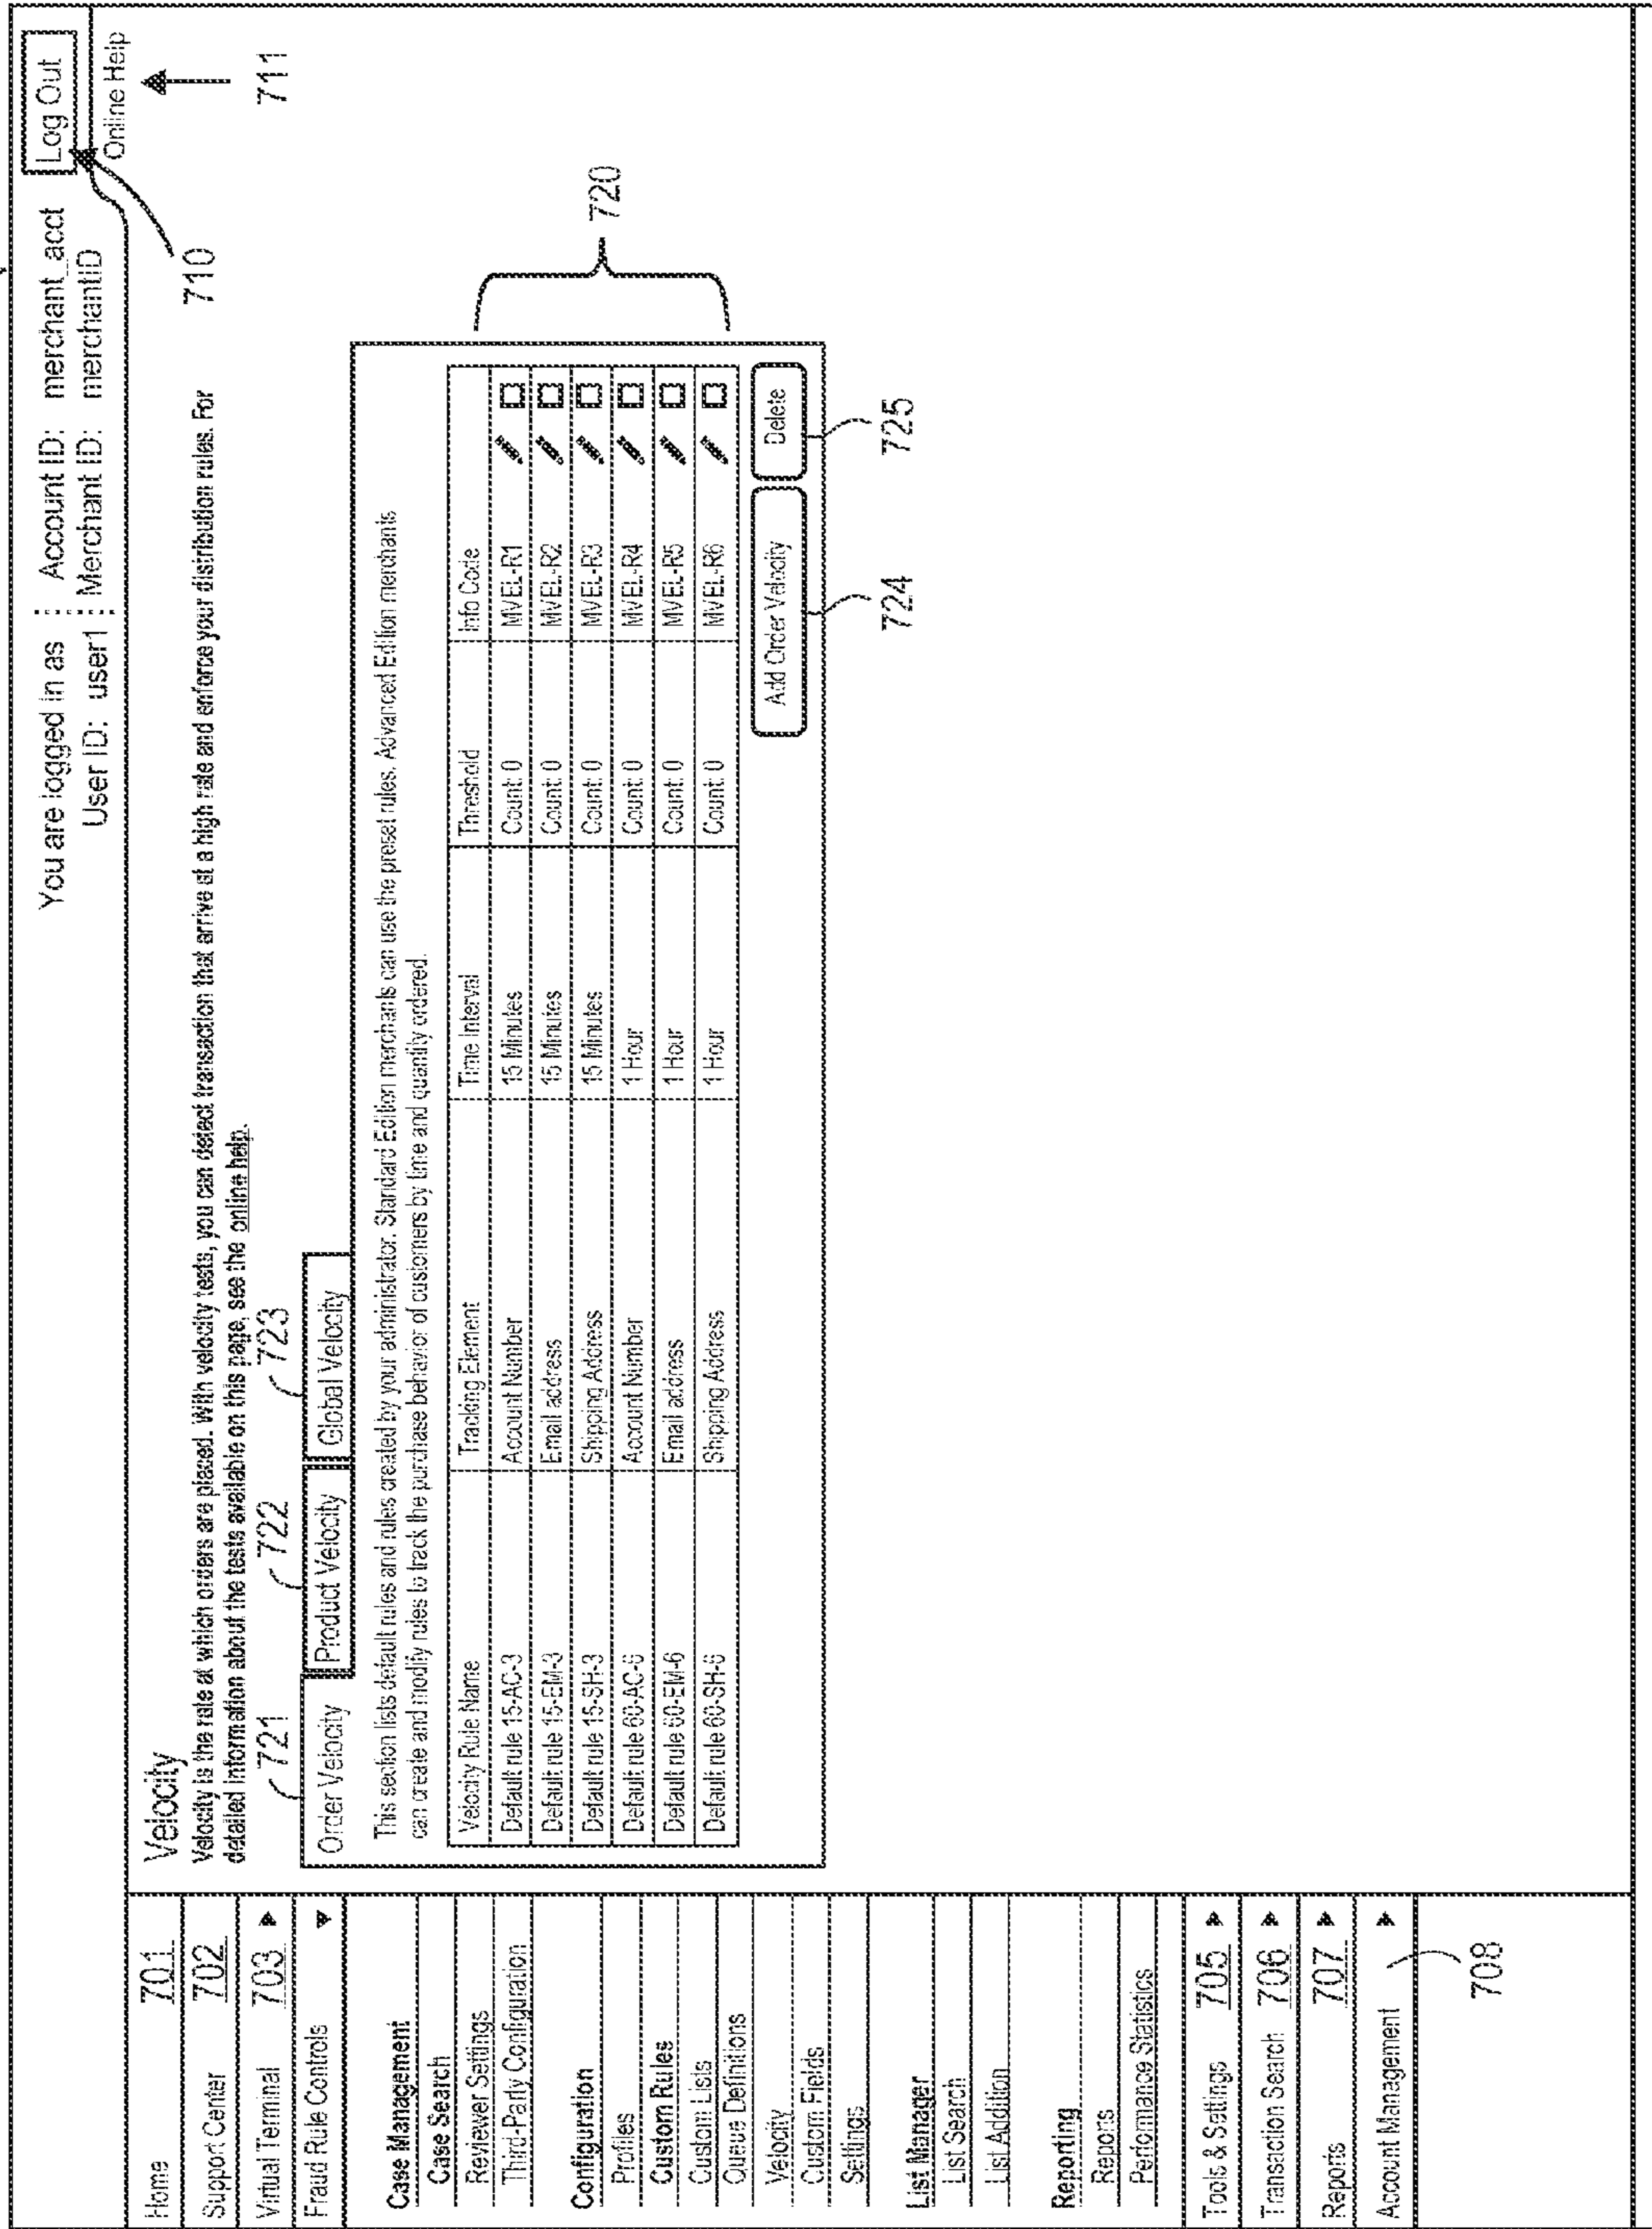 You are logged in as
Account ID: merchant_acct
Log Out
User ID: user1
Merchant ID: merchantID
Online Help
710
711
Home 701
Support Center 702
Virtual Terminal 703
Fraud Rule Controls
Case Management
Case Search
Reviewer Settings
Third-Party Configuration
Configuration
Profiles
Custom Rules
Custom Lists
Queue Definitions
Velocity
Custom Fields
Settings
List Manager
List Search
List Addition
Reporting
Reports
Performance Statistics
Tools & Settings 705
Transaction Search 706
Reports 707
Account Management
708
Velocity
Velocity is the rate at which orders are placed. With velocity tests, you can detect transaction that arrive at a high rate and enforce your distribution rules. For
detailed information about the tests available on this page, see the online help.
721 722 723
Order Velocity Product Velocity Global Velocity
This section lists default rules and rules created by your administrator. Standard Edition merchants can use the preset rules. Advanced Edition merchants
can create and modify rules to track the purchase behavior of customers by time and quantity ordered.
Velocity Rule Name Tracking Element Time Interval Threshold Info Code
Default rule 15-AC-3 Account Number 15 Minutes Count: 0 MVEL-R1
Default rule 15-EM-3 Email address 15 Minutes Count: 0 MVEL-R2
Default rule 15-SH-3 Shipping Address 15 Minutes Count: 0 MVEL-R3
Default rule 60-AC-6 Account Number 1 Hour Count: 0 MVEL-R4
Default rule 60-EM-6 Email address 1 Hour Count: 0 MVEL-R5
Default rule 60-SH-6 Shipping Address 1 Hour Count: 0 MVEL-R6
720
Add Order Velocity Delete
724 725